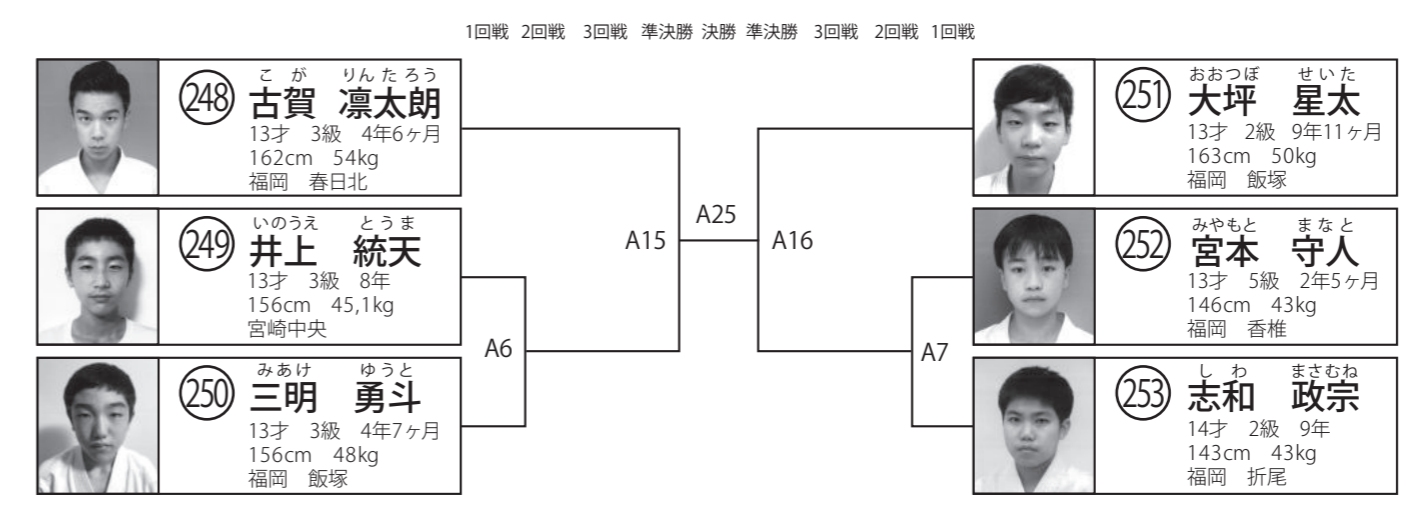 1回戦 2回戦 3回戦 準決勝 決勝 準決勝 3回戦 2回戦 1回戦
こが りんたろう
248 古賀 凛太朗
13才 3級 4年6ヶ月
162cm 54kg
福岡 春日北
いのうえ とうま
249 井上 統天
13才 3級 8年
156cm 45,1kg
宮崎中央
みあけ ゆうと
250 三明 勇斗
13才 3級 4年7ヶ月
156cm 48kg
福岡 飯塚
A6
A15
A25
A16
A7
おおつぼ せいた
251 大坪 星太
13才 2級 9年11ヶ月
163cm 50kg
福岡 飯塚
みやもと まなと
252 宮本 守人
13才 5級 2年5ヶ月
146cm 43kg
福岡 香椎
しわ まさむね
253 志和 政宗
14才 2級 9年
143cm 43kg
福岡 折尾